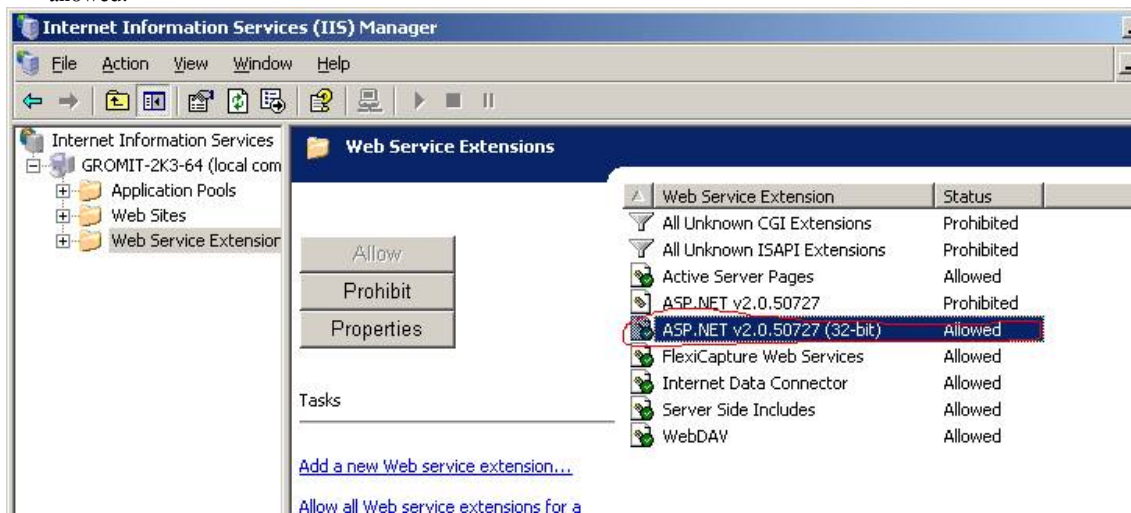 allowed.
Internet Information Services (IIS) Manager
File Action View Window Help
Internet Information Services
GROMIT-2K3-64 (local com
Application Pools
Web Sites
Web Service Extension
Web Service Extensions
Allow
Prohibit
Properties
Tasks
Add a new Web service extension...
Allow all Web service extensions for a
Web Service Extension Status
All Unknown CGI Extensions Prohibited
All Unknown ISAPI Extensions Prohibited
Active Server Pages Allowed
ASP.NET v2.0.50727 Prohibited
ASP.NET v2.0.50727 (32-bit) Allowed
FlexiCapture Web Services Allowed
Internet Data Connector Allowed
Server Side Includes Allowed
WebDAV Allowed